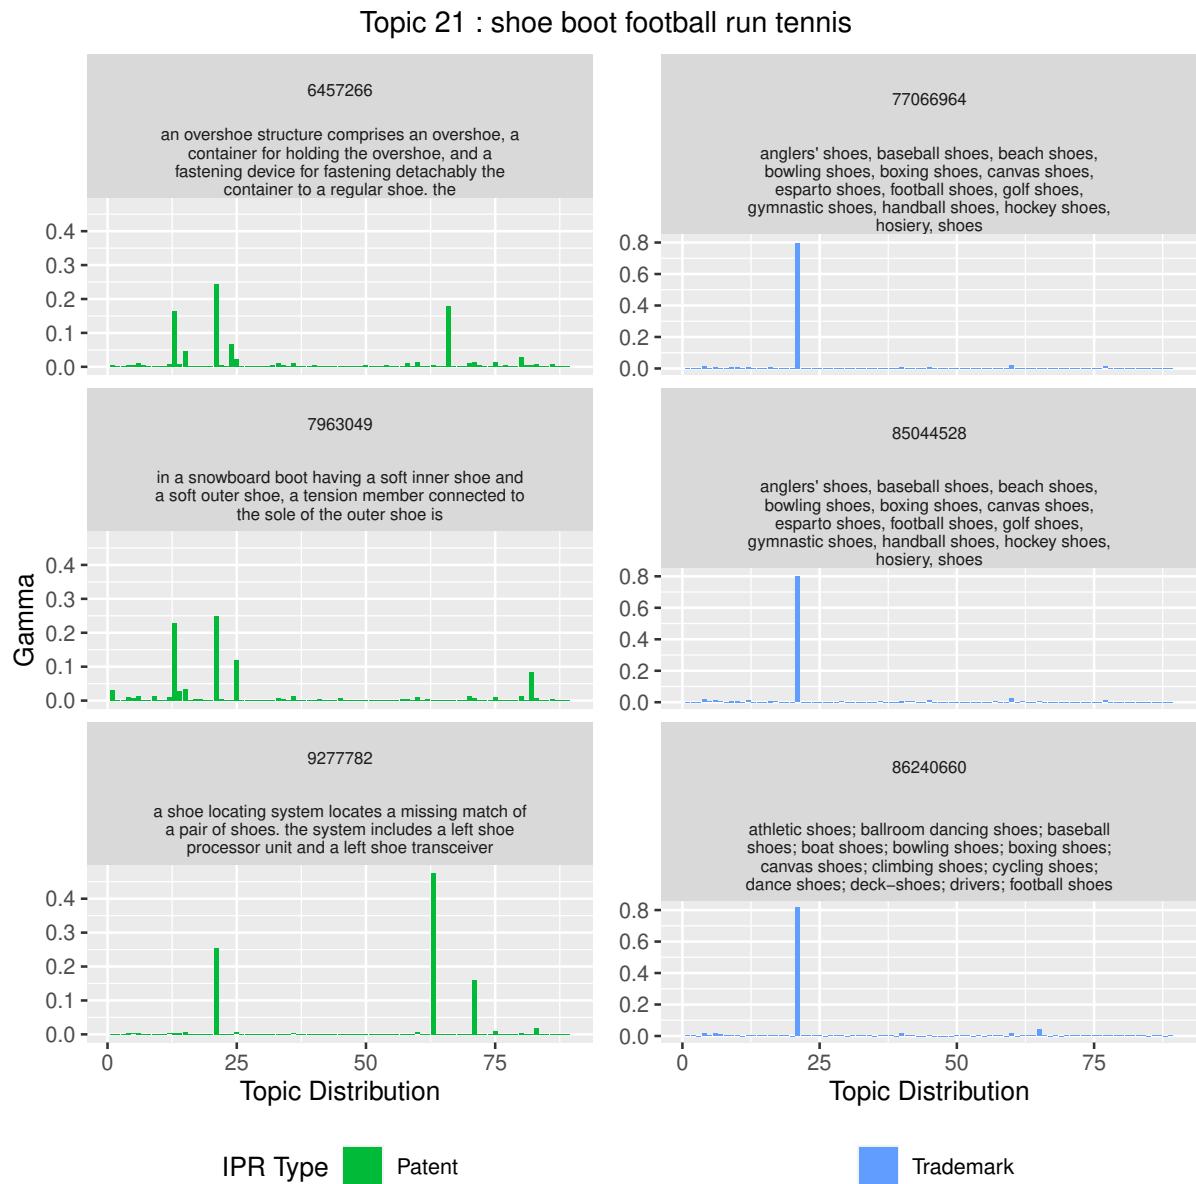 Topic 21 : shoe boot football run tennis
6457266
an overshoe structure comprises an overshoe, a
container for holding the overshoe, and a
fastening device for fastening detachably the
container to a regular shoe. the
0.4
0.3
0.2
0.1
0.0
77066964
anglers' shoes, baseball shoes, beach shoes,
bowling shoes, boxing shoes, canvas shoes,
esparto shoes, football shoes, golf shoes,
gymnastic shoes, handball shoes, hockey shoes,
hosiery, shoes
0.8
0.6
0.4
0.2
0.0
7963049
in a snowboard boot having a soft inner shoe and
a soft outer shoe, a tension member connected to
the sole of the outer shoe is
0.4
0.3
0.2
0.1
0.0
85044528
anglers' shoes, baseball shoes, beach shoes,
bowling shoes, boxing shoes, canvas shoes,
esparto shoes, football shoes, golf shoes,
gymnastic shoes, handball shoes, hockey shoes,
hosiery, shoes
0.8
0.6
0.4
0.2
0.0
Gamma
9277782
a shoe locating system locates a missing match of
a pair of shoes. the system includes a left shoe
processor unit and a left shoe transceiver
0.4
0.3
0.2
0.1
0.0
0 25 50 75
Topic Distribution
86240660
athletic shoes; ballroom dancing shoes; baseball
shoes; boat shoes; bowling shoes; boxing shoes;
canvas shoes; climbing shoes; cycling shoes;
dance shoes; deck−shoes; drivers; football shoes
0.8
0.6
0.4
0.2
0.0
0 25 50 75
Topic Distribution
IPR Type Patent Trademark